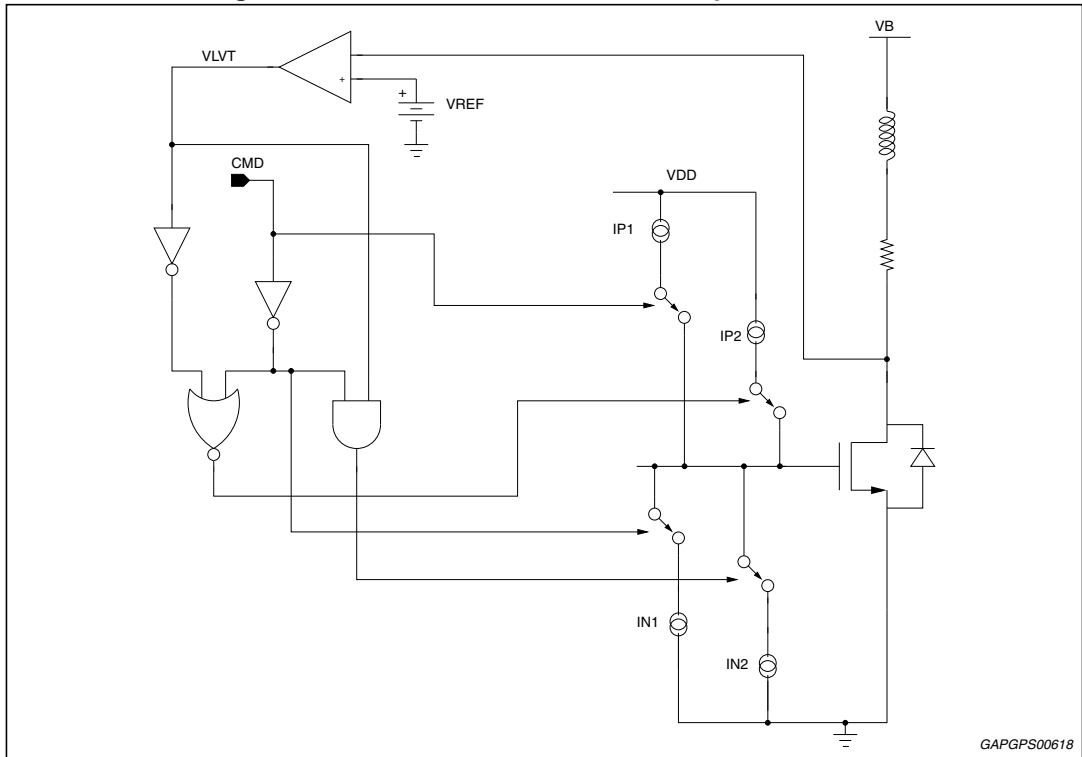 VB
VLVT
+
+
VREF
CMD
VDD
IP1
IP2
IN1
IN2
GAPGPS00618